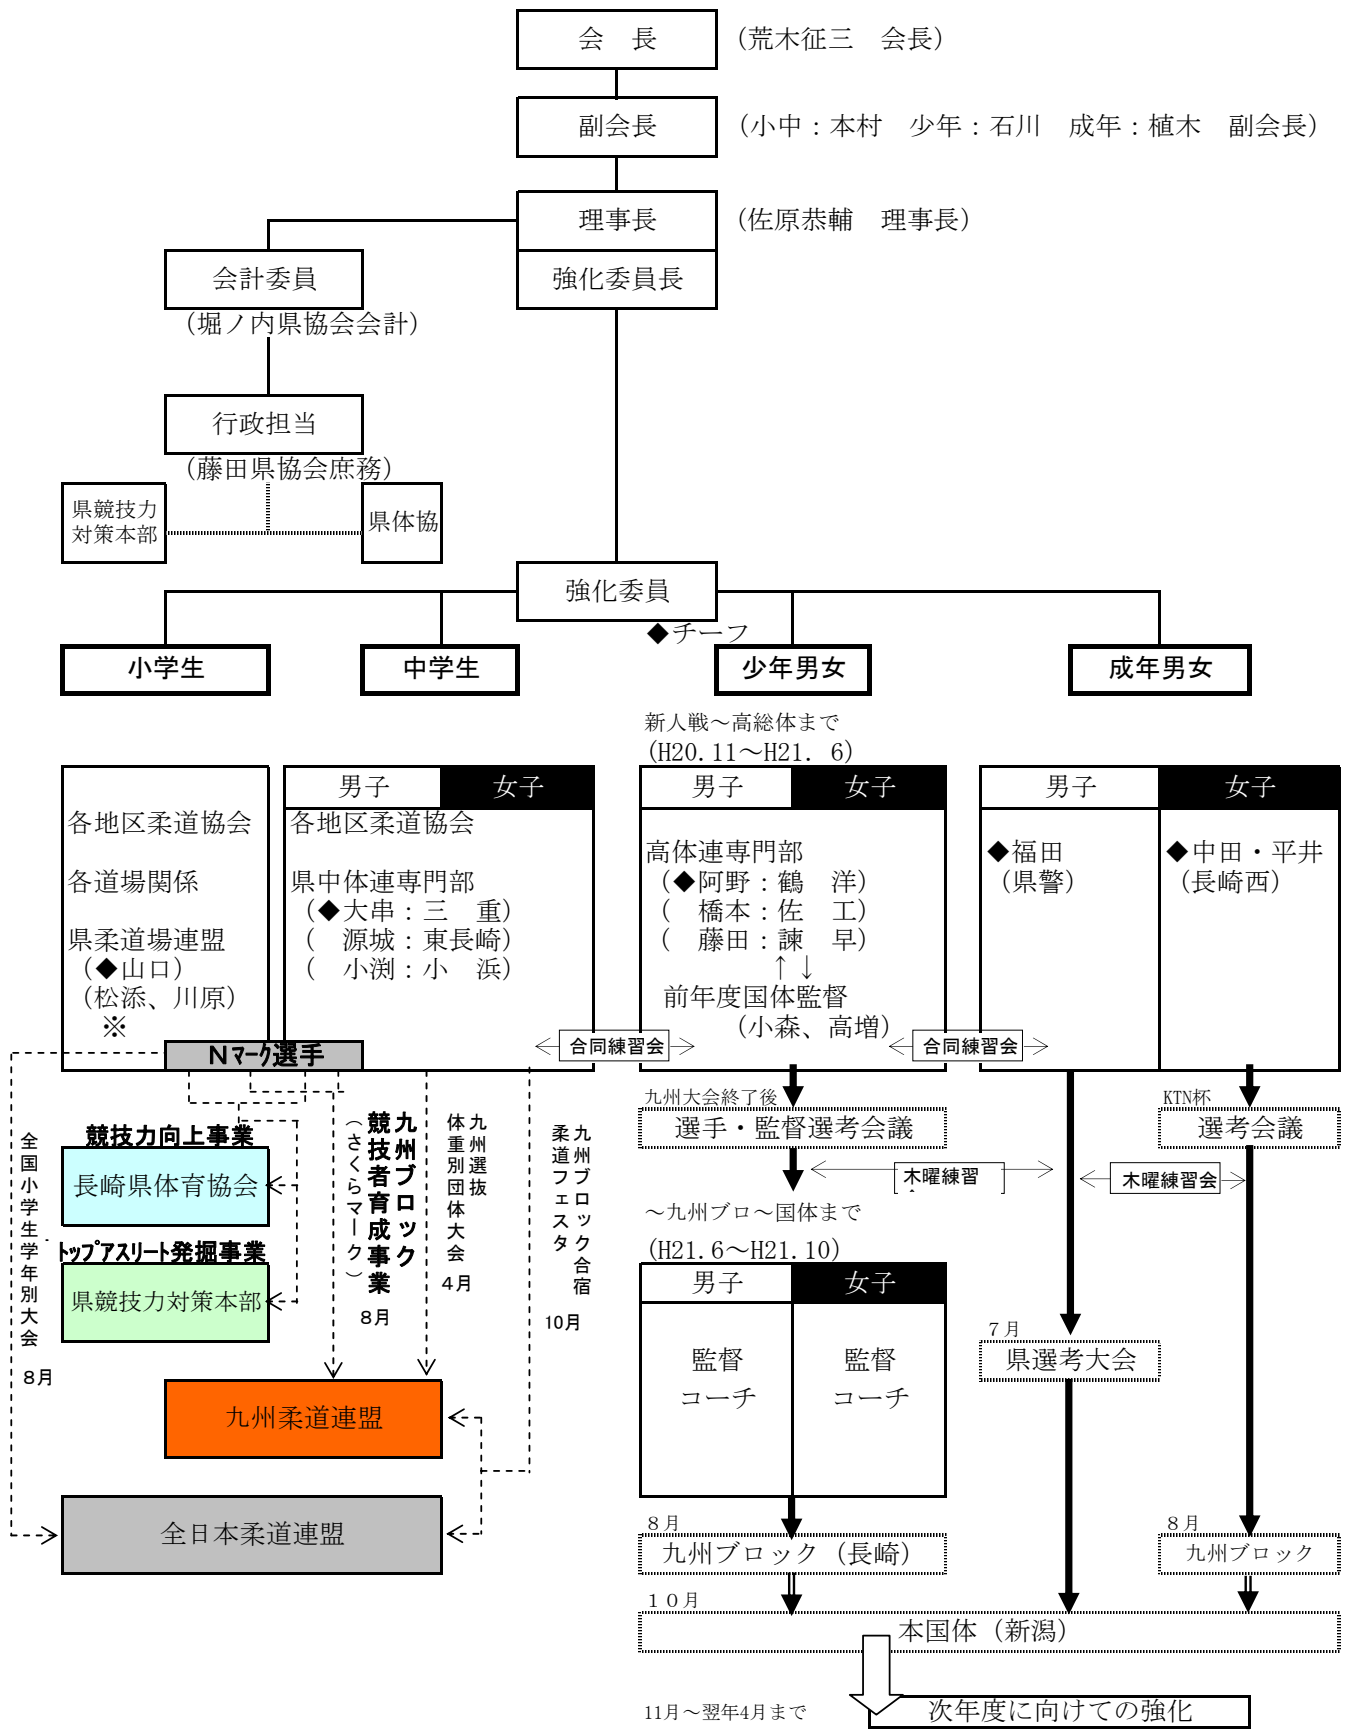 会　長
（荒木征三　会長）
副会長
（小中：本村　少年：石川　成年：植木　副会長）
理事長
（佐原恭輔　理事長）
会計委員
強化委員長
（堀ノ内県協会会計）
行政担当
（藤田県協会庶務）
県競技力
対策本部
県体協
強化委員
◆チーフ
小学生
中学生
少年男女
成年男女
新人戦～高総体まで
(H20.11～H21. 6)
各地区柔道協会
各道場関係
県柔道場連盟
（◆山口）
（松添、川原）
※
男子
女子
各地区柔道協会
県中体連専門部
（◆大串：三　重）
（　源城：東長崎）
（　小渕：小　浜）
Ｎマーク選手
男子
女子
高体連専門部
（◆阿野：鶴　洋）
（　橋本：佐　工）
（　藤田：諫　早）
↑↓
前年度国体監督
（小森、高増）
男子
女子
◆福田
（県警）
◆中田・平井
（長崎西）
合同練習会
合同練習会
九州大会終了後
選手・監督選考会議
KTN杯
選考会議
木曜練習
木曜練習会
全国小学生学年別大会　８月
競技力向上事業
長崎県体育協会
トップアスリート発掘事業
県競技力対策本部
九州ブロック
競技者育成事業
（さくらマーク）
８月
九州選抜
体重別団体大会　４月
九州ブロック合宿
柔道フェスタ
10月
九州柔道連盟
全日本柔道連盟
～九州ブロ～国体まで
(H21.6～H21.10)
男子
女子
監督
コーチ
監督
コーチ
７月
県選考大会
８月
九州ブロック（長崎）
８月
九州ブロック
１０月
本国体（新潟）
11月～翌年4月まで
次年度に向けての強化